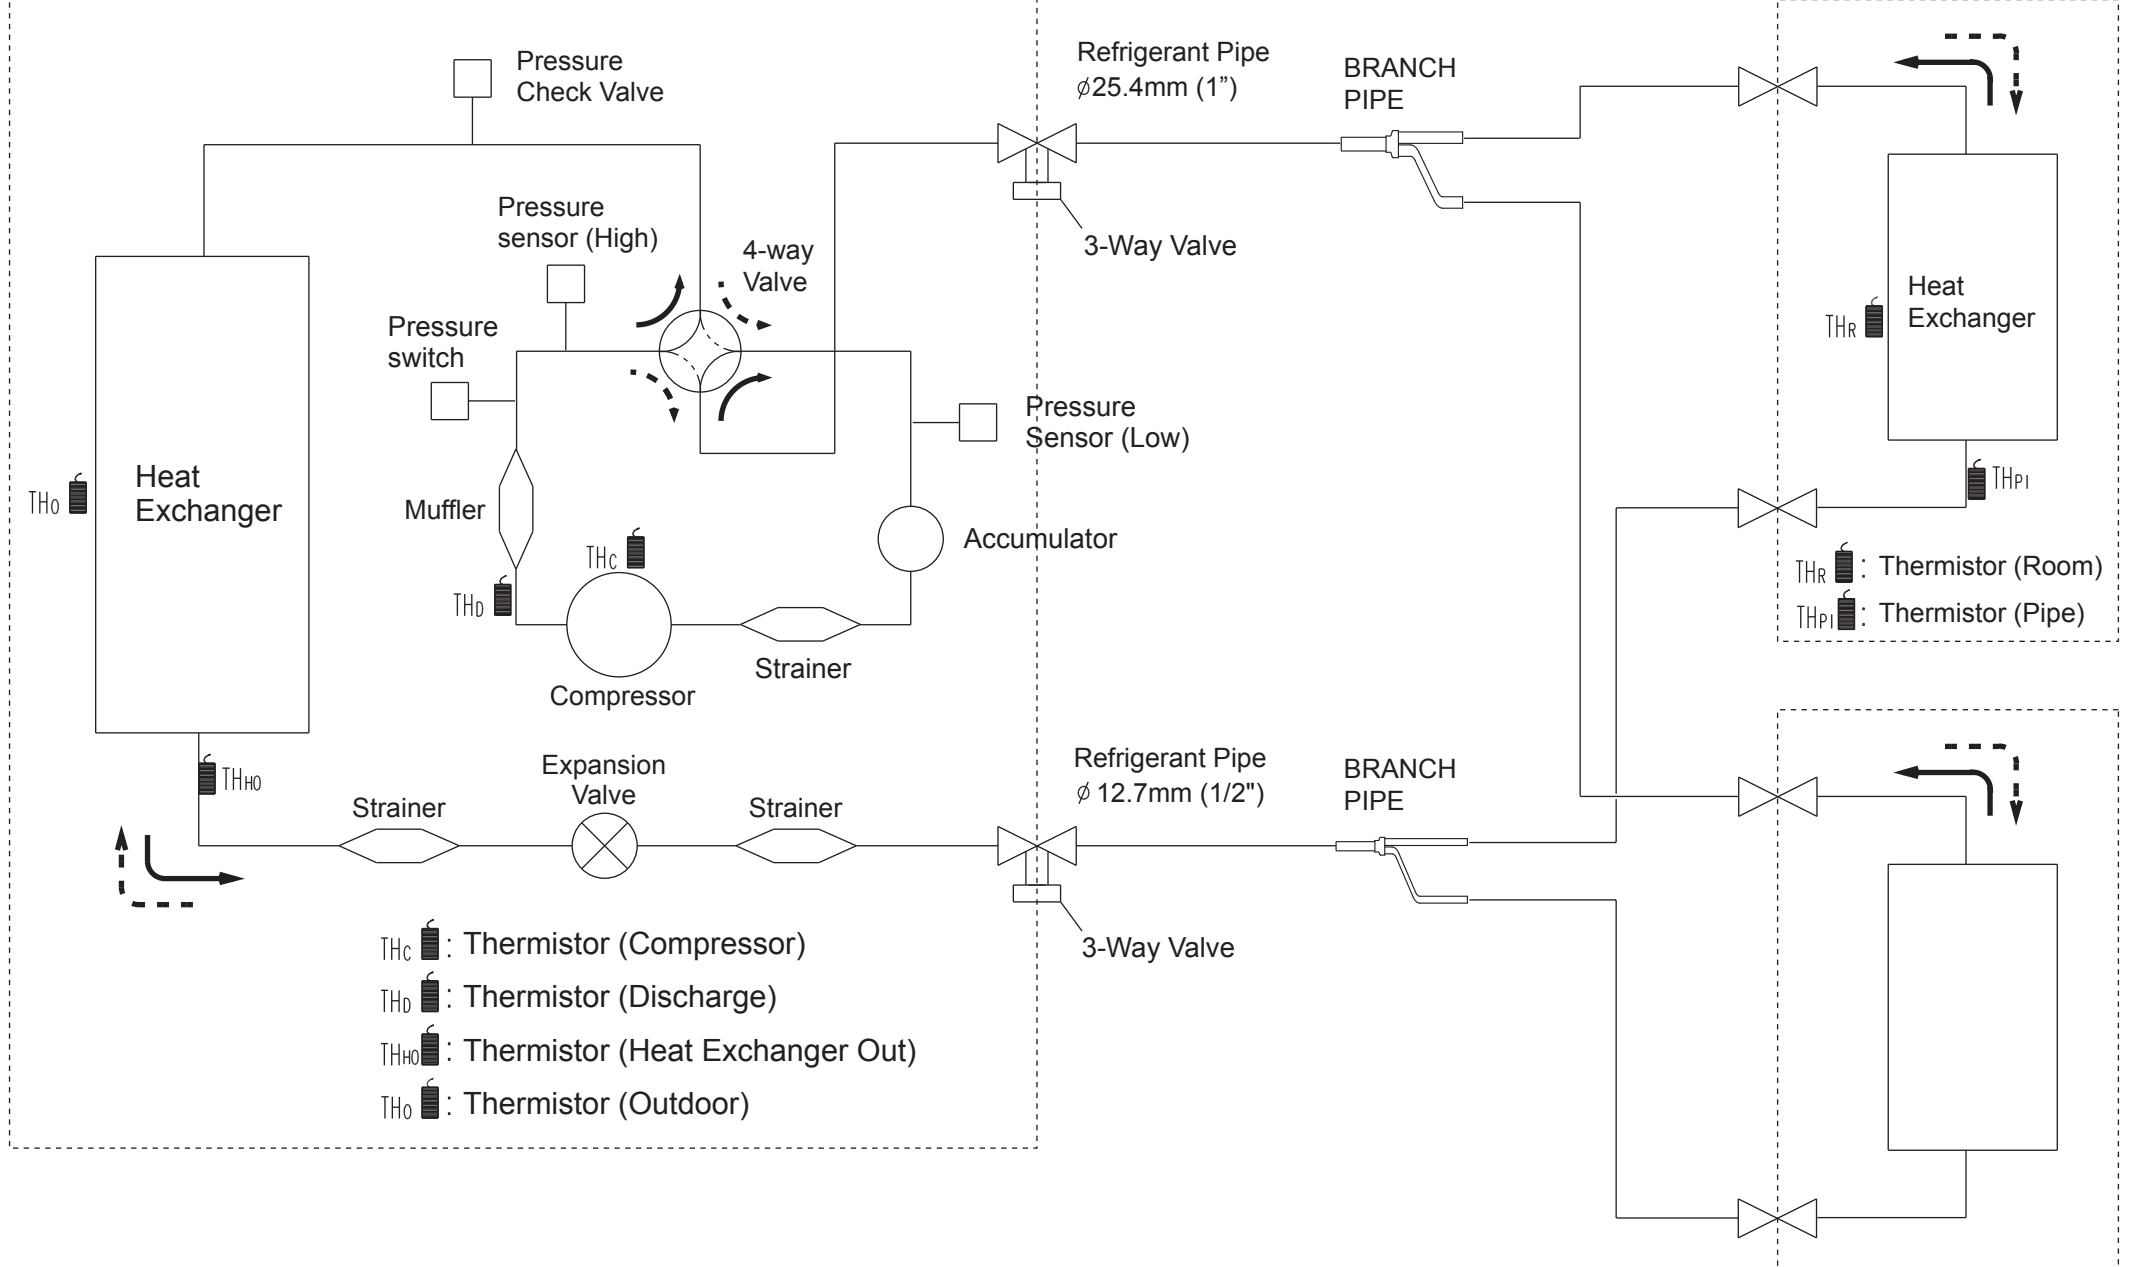 Pressure
Check Valve
Refrigerant Pipe
⌀25.4mm (1”)
BRANCH
PIPE
Pressure
sensor (High)
4-way
Valve
3-Way Valve
Pressure
switch
Heat
Exchanger
THR
Pressure
Sensor (Low)
Heat
Exchanger
THO
Muffler
THC
Accumulator
THD
THPI
THR : Thermistor (Room)
THPI : Thermistor (Pipe)
Strainer
Compressor
THHO
Expansion
Valve
Strainer
Strainer
Refrigerant Pipe
⌀ 12.7mm (1/2")
BRANCH
PIPE
3-Way Valve
THC : Thermistor (Compressor)
THD : Thermistor (Discharge)
THHO : Thermistor (Heat Exchanger Out)
THO : Thermistor (Outdoor)